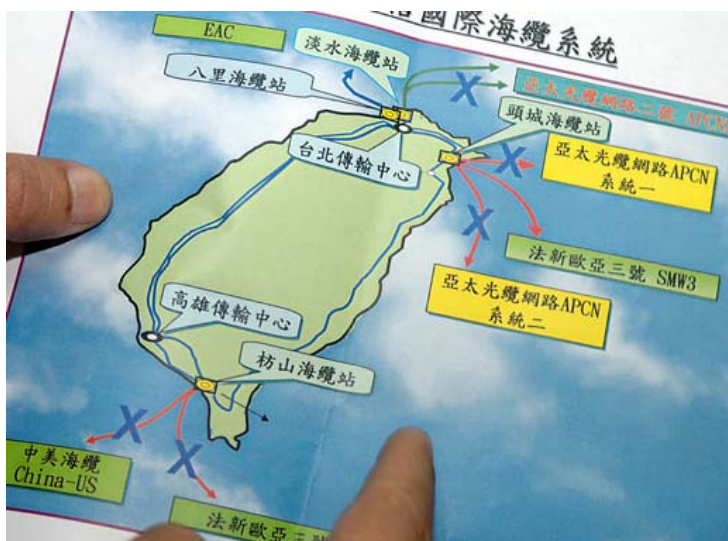 國際海纜系統
EAC
淡水海纜站
八里海纜站
亞太光纜網路二號 APCN
頭城海纜站
台北傳輸中心
亞太光纜網路APCN
系統一
法新歐亞三號 SMW3
亞太光纜網路APCN
系統二
高雄傳輸中心
枋山海纜站
X
X
X
X
X
中美海纜
China-US
法新歐亞三號